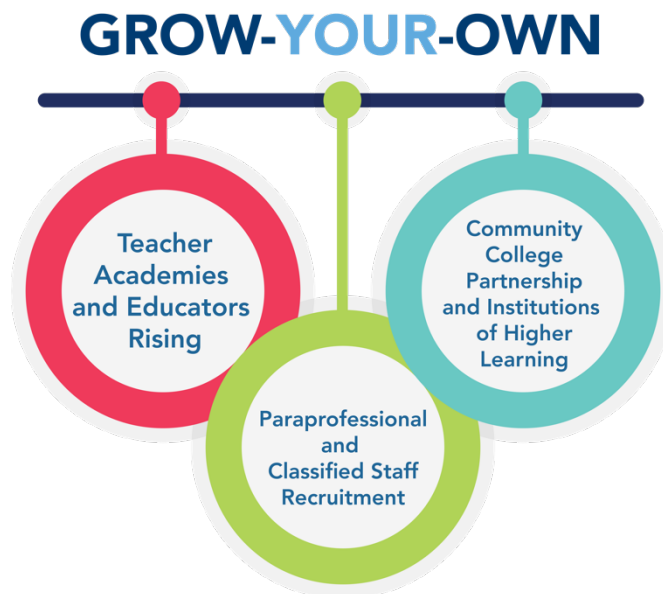 GROW-YOUR-OWN
Teacher
Academies
and Educators
Rising
Paraprofessional
and
Classified Staff
Recruitment
Community
College
Partnership
and Institutions
of Higher
Learning